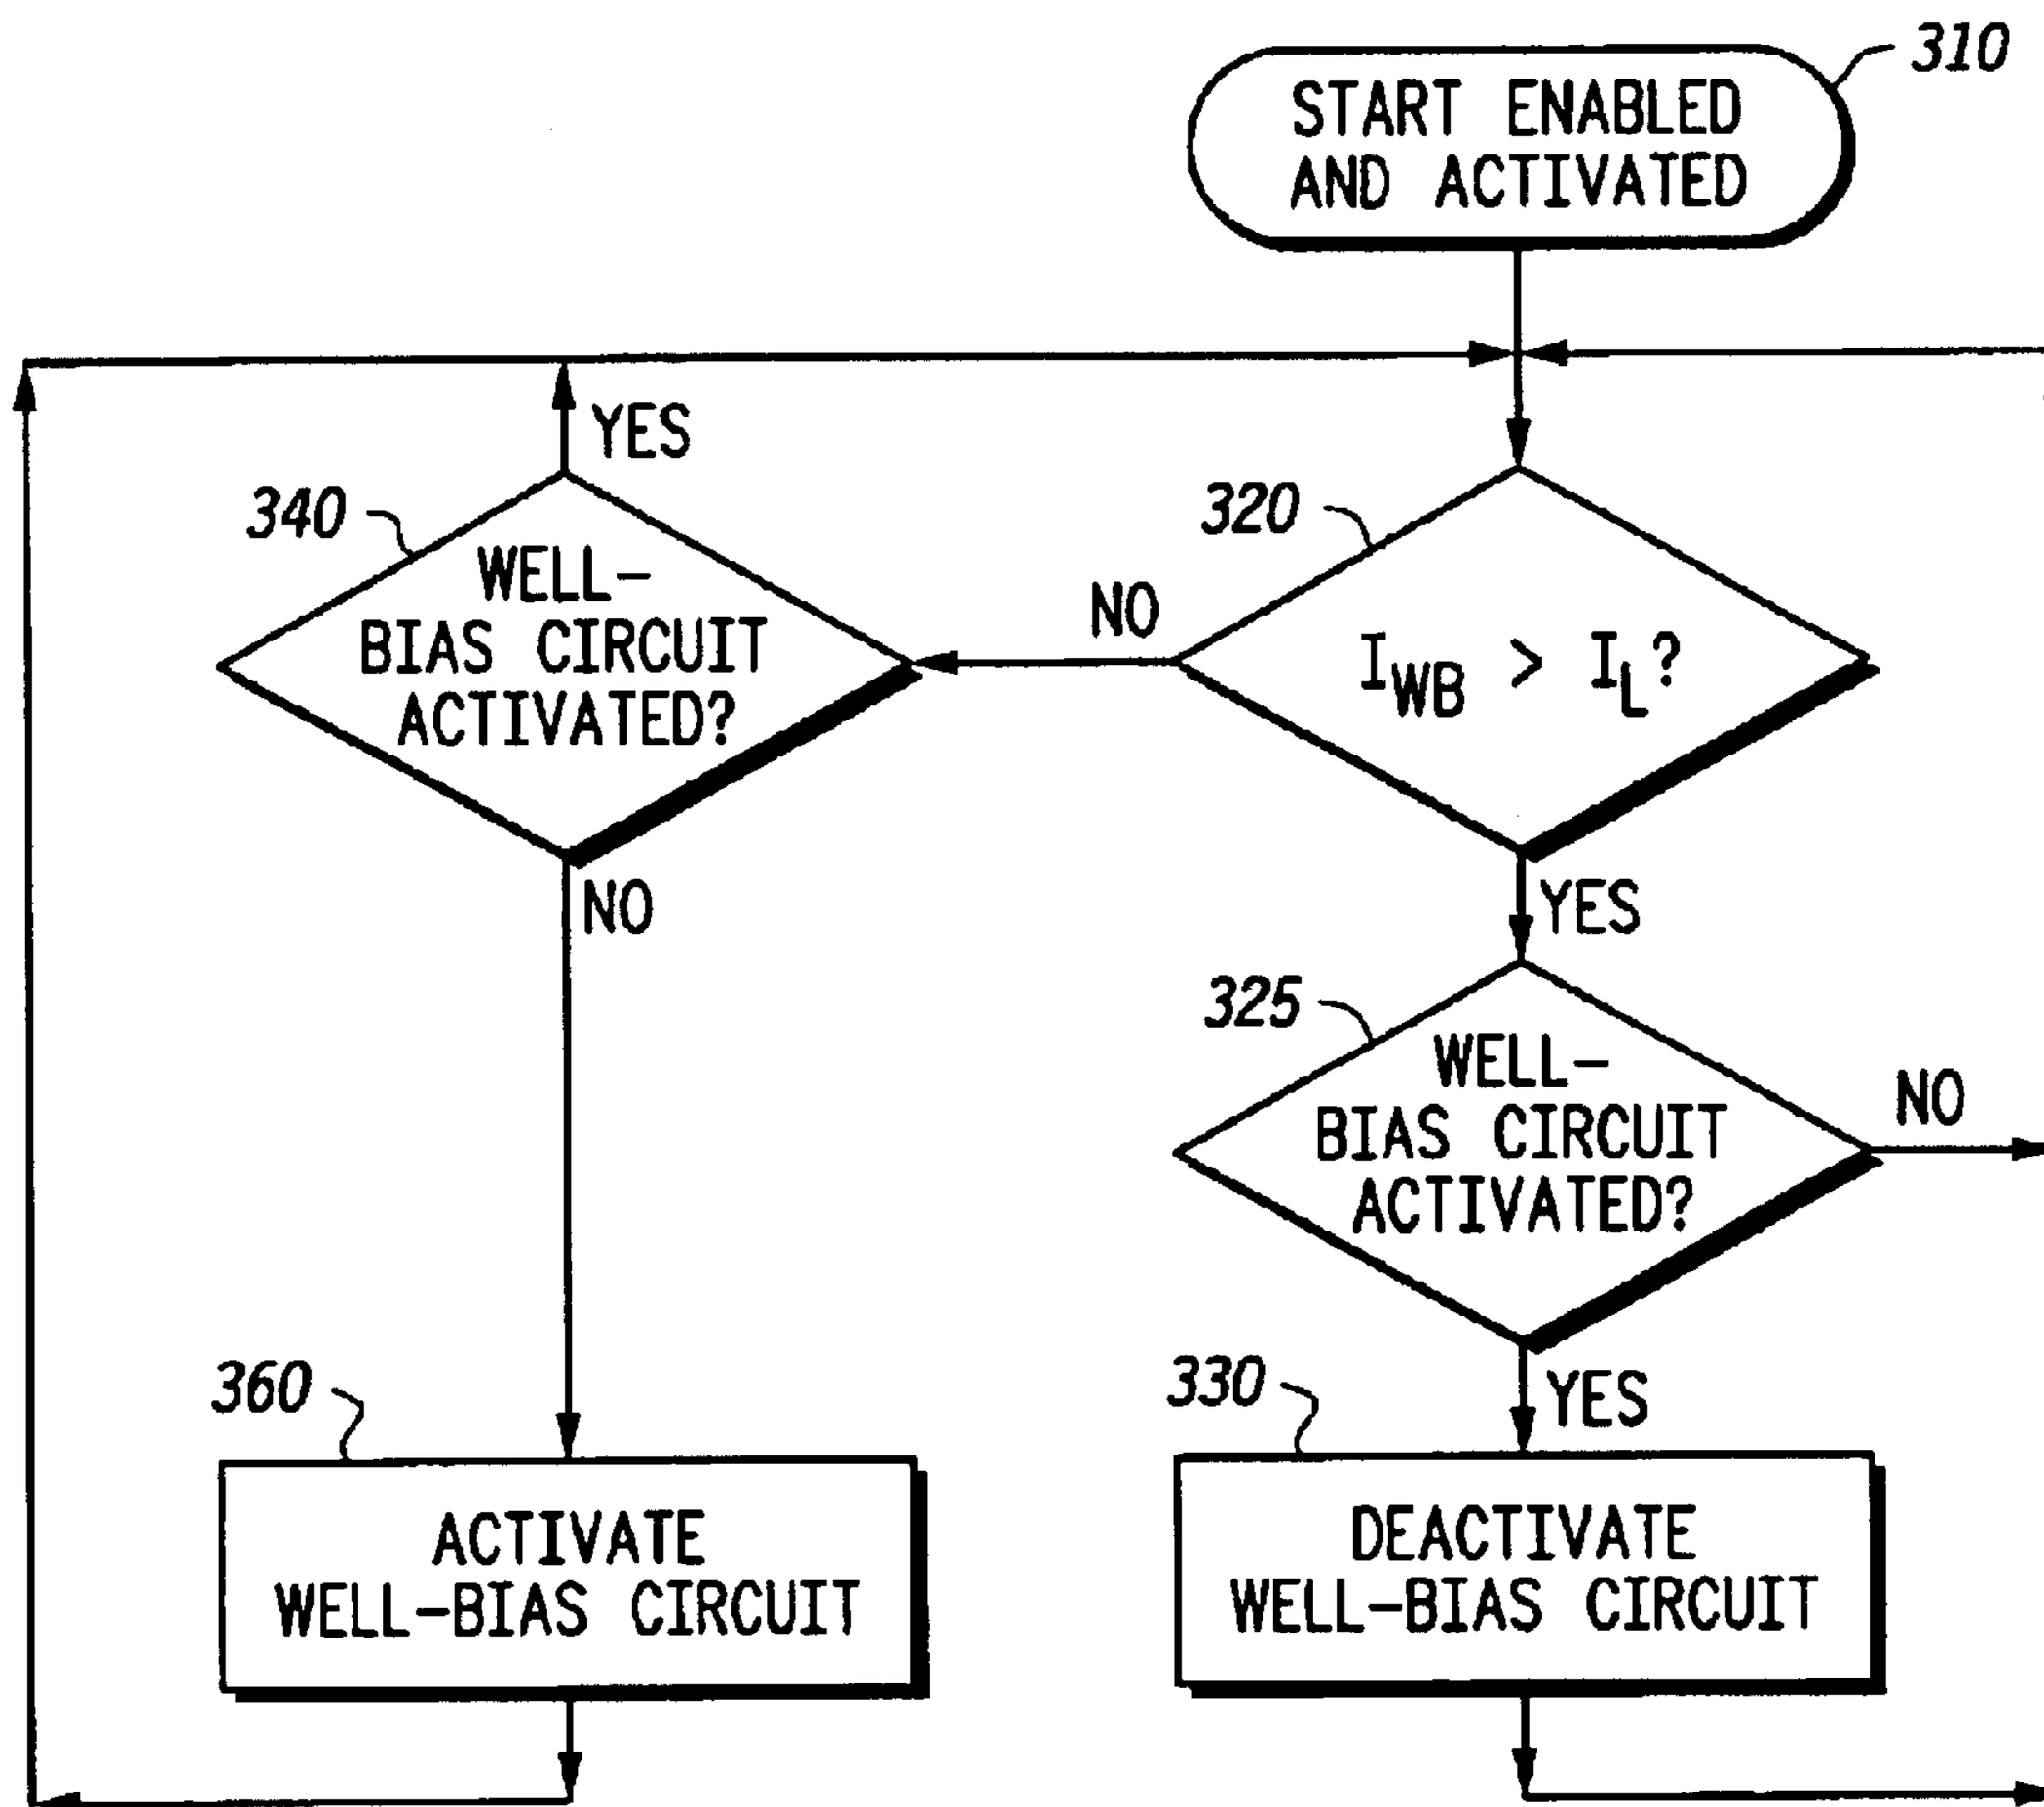 310
START ENABLED
AND ACTIVATED
YES
340
WELL-
BIAS CIRCUIT
ACTIVATED?
NO
320
I_WB > I_L?
NO
YES
325
WELL-
BIAS CIRCUIT
ACTIVATED?
NO
YES
360
ACTIVATE
WELL-BIAS CIRCUIT
330
DEACTIVATE
WELL-BIAS CIRCUIT